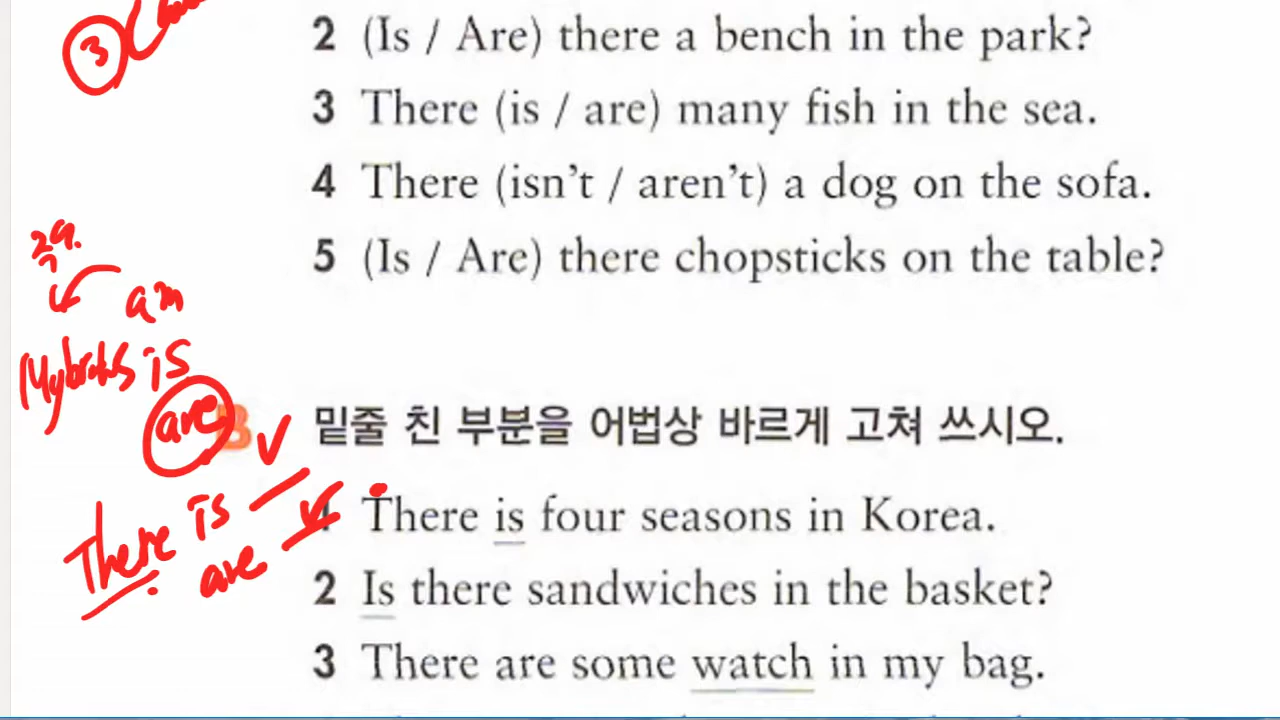 ③
2 (Is / Are) there a bench in the park?
3 There (is / are) many fish in the sea.
4 There (isn't / aren't) a dog on the sofa.
5 (Is / Are) there chopsticks on the table?
am
is
are
B 밑줄 친 부분을 어법상 바르게 고쳐 쓰시오.
There is
are
1 There is four seasons in Korea.
2 Is there sandwiches in the basket?
3 There are some watch in my bag.